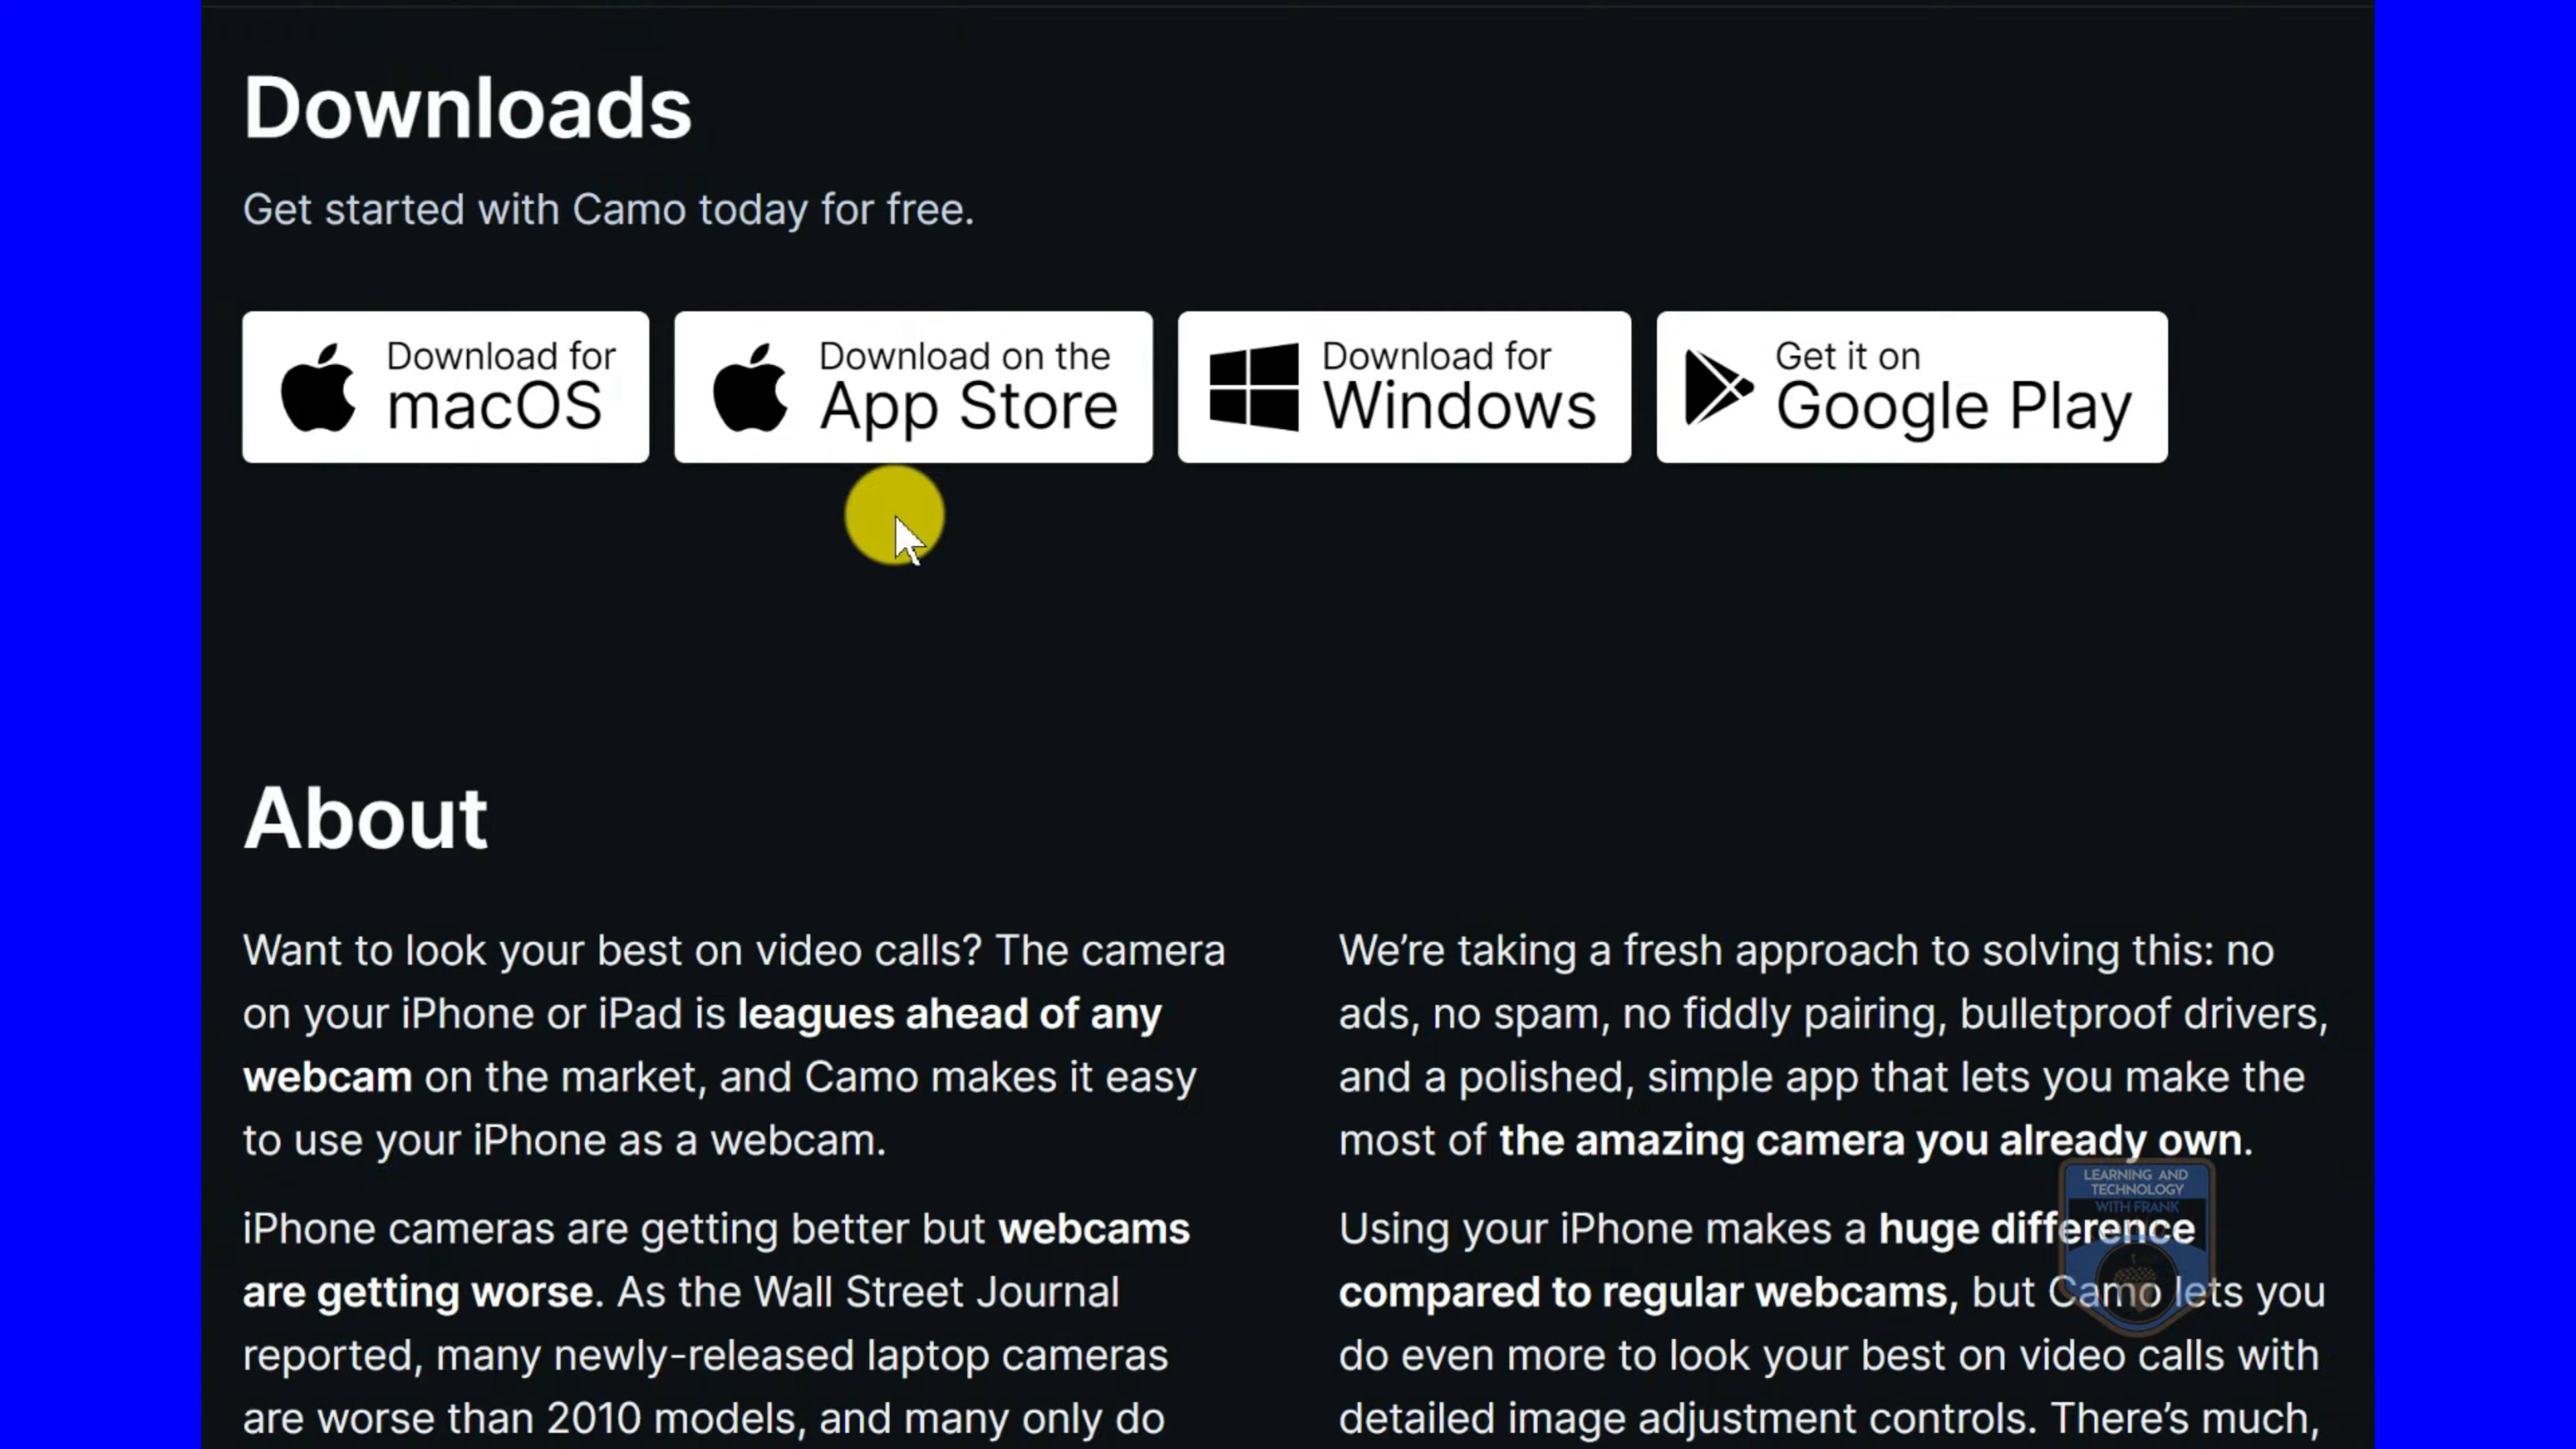 Downloads
Get started with Camo today for free.
Download for
macOS
Download on the
App Store
Download for
Windows
Get it on
Google Play
About
Want to look your best on video calls? The camera
on your iPhone or iPad is leagues ahead of any
webcam on the market, and Camo makes it easy
to use your iPhone as a webcam.
iPhone cameras are getting better but webcams
are getting worse. As the Wall Street Journal
reported, many newly-released laptop cameras
are worse than 2010 models, and many only do
We’re taking a fresh approach to solving this: no
ads, no spam, no fiddly pairing, bulletproof drivers,
and a polished, simple app that lets you make the
most of the amazing camera you already own.
Using your iPhone makes a huge difference
compared to regular webcams, but Camo lets you
do even more to look your best on video calls with
detailed image adjustment controls. There’s much,
LEARNING AND
TECHNOLOGY
WITH FRANK